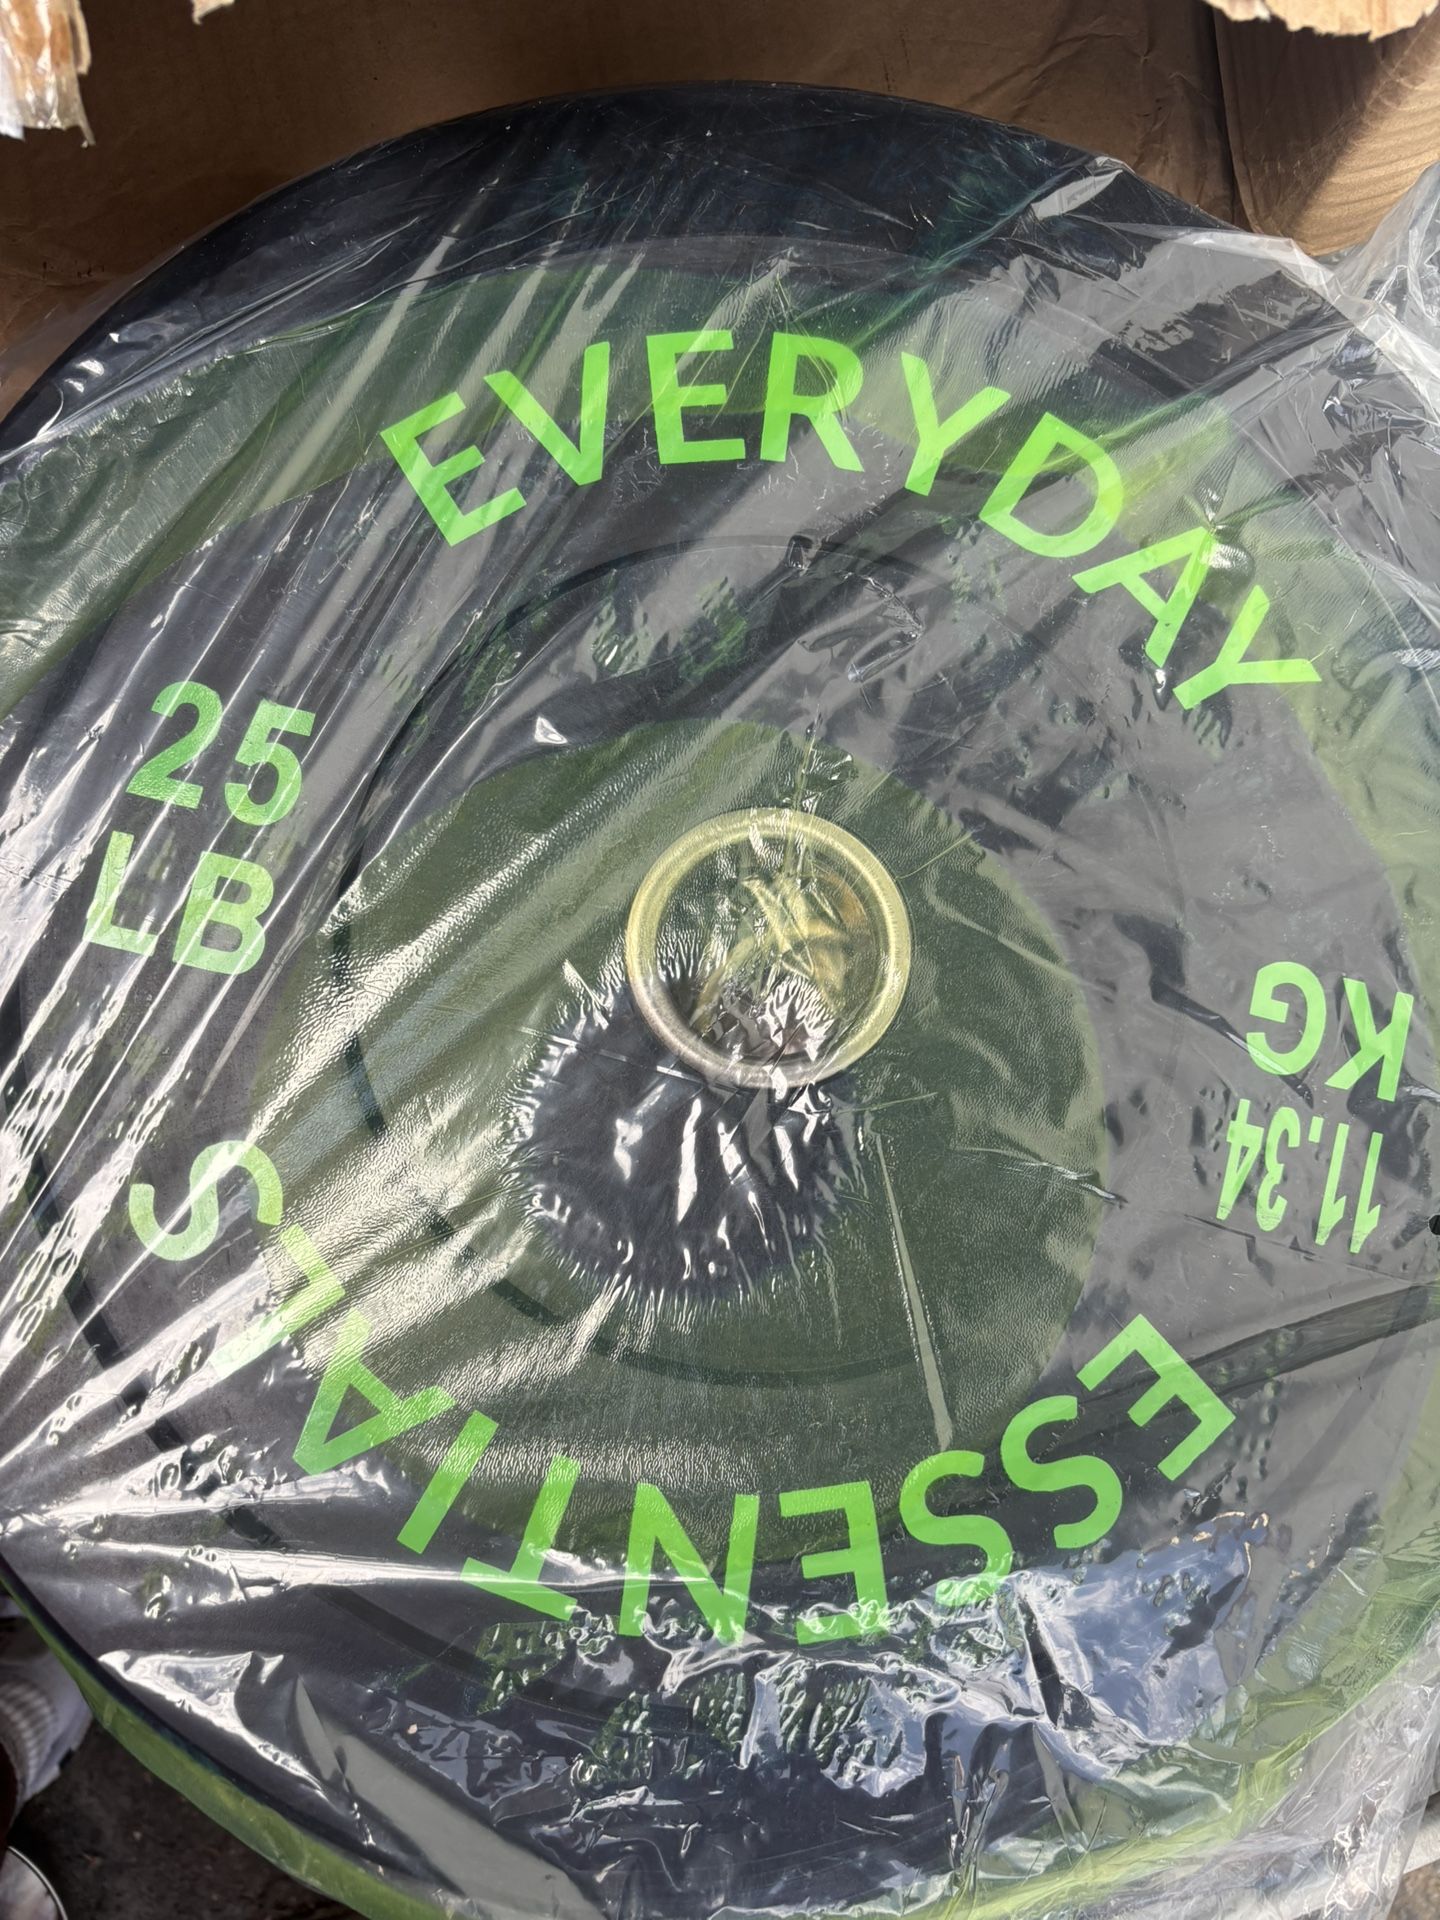 EVERYDAY
25
LB
11.34
KG
ESSENTIALS